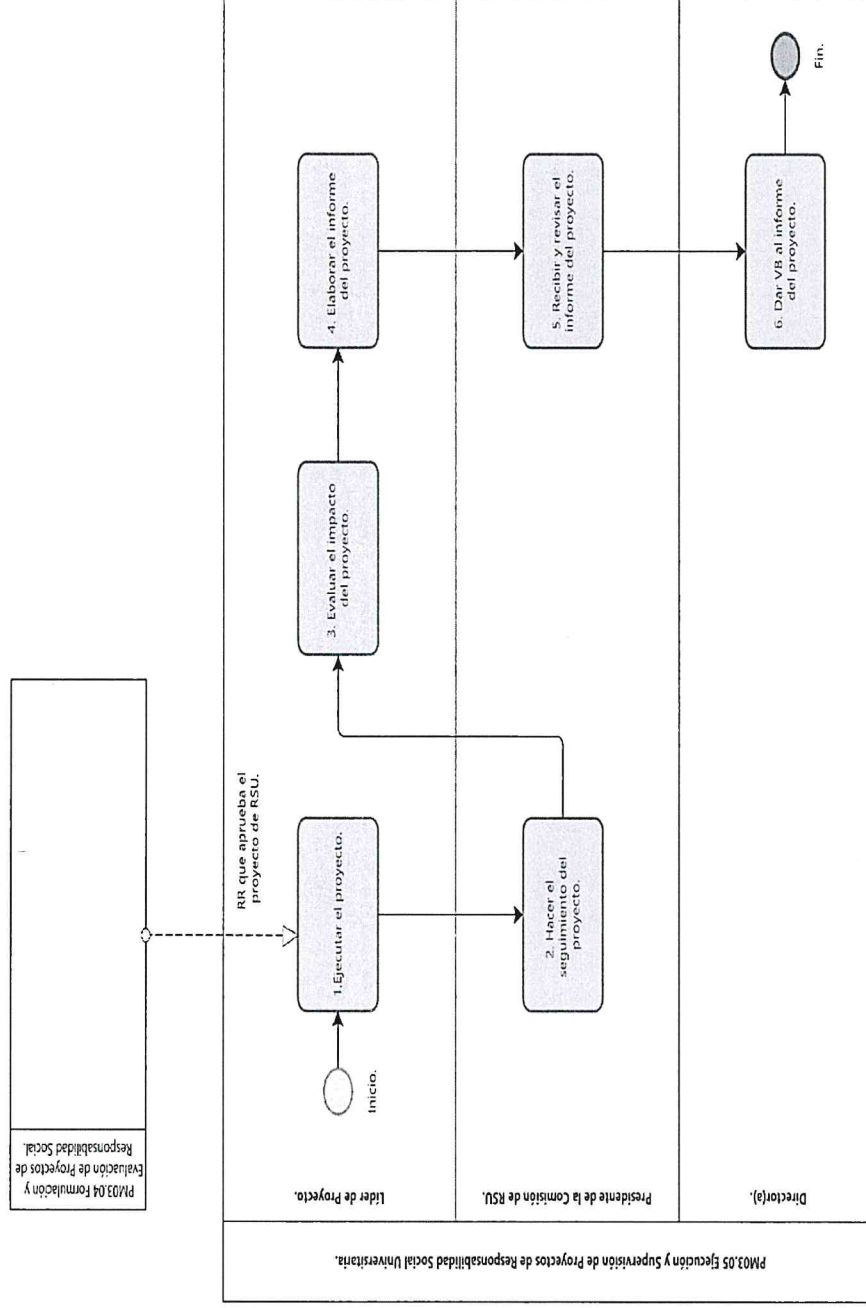 PM03.04 Formulación y
Evaluación de Proyectos de
Responsabilidad Social.
PM03.05 Ejecución y Supervisión de Proyectos de Responsabilidad Social Universitaria.
Líder de Proyecto.
Inicio.
RR que aprueba el
proyecto de RSU.
1.Ejecutar el proyecto.
3. Evaluar el impacto
del proyecto.
4. Elaborar el informe
del proyecto.
Presidente de la Comisión de RSU.
2. Hacer el
seguimiento del
proyecto.
5. Recibir y revisar el
informe del proyecto.
Director(a).
6. Dar VB al informe
del proyecto.
Fin.